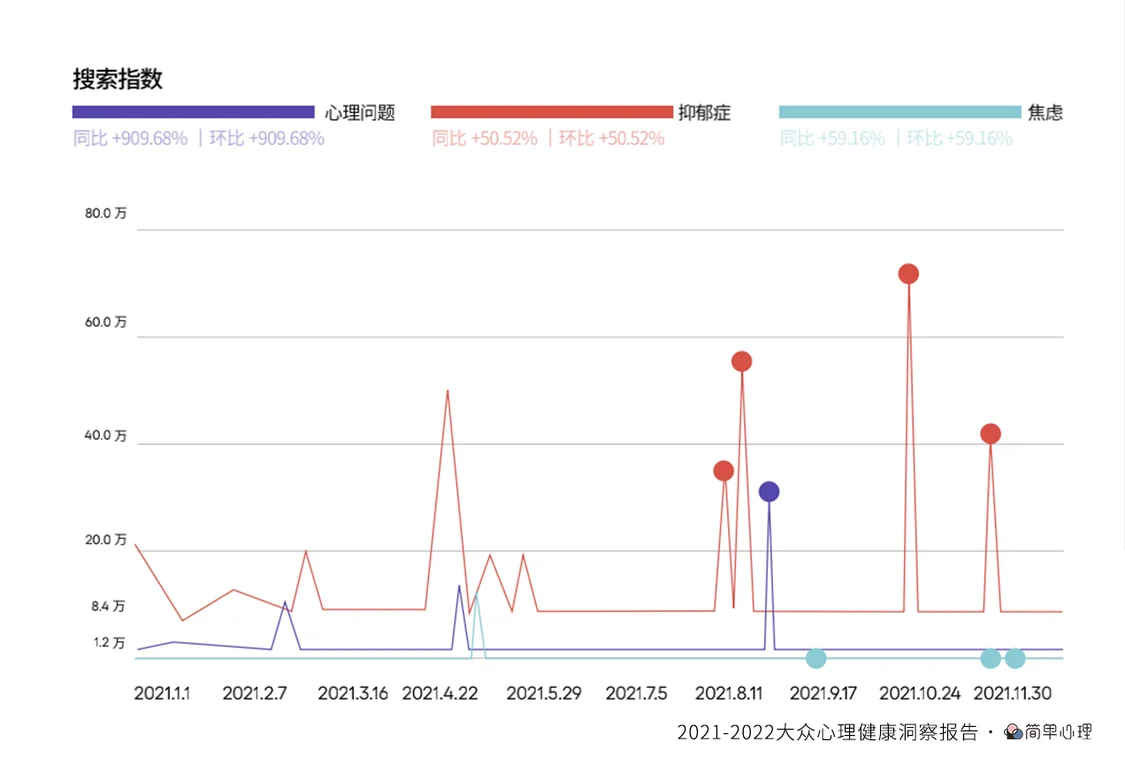 搜索指数
心理问题 抑郁症 焦虑
同比 +909.68% | 环比 +909.68% 同比 +50.52% | 环比 +50.52% 同比 +59.16% | 环比 +59.16%
80.0 万
60.0 万
40.0 万
20.0 万
8.4 万
1.2 万
2021.1.1 2021.2.7 2021.3.16 2021.4.22 2021.5.29 2021.7.5 2021.8.11 2021.9.17 2021.10.24 2021.11.30
2021-2022大众心理健康洞察报告 · 简单心理